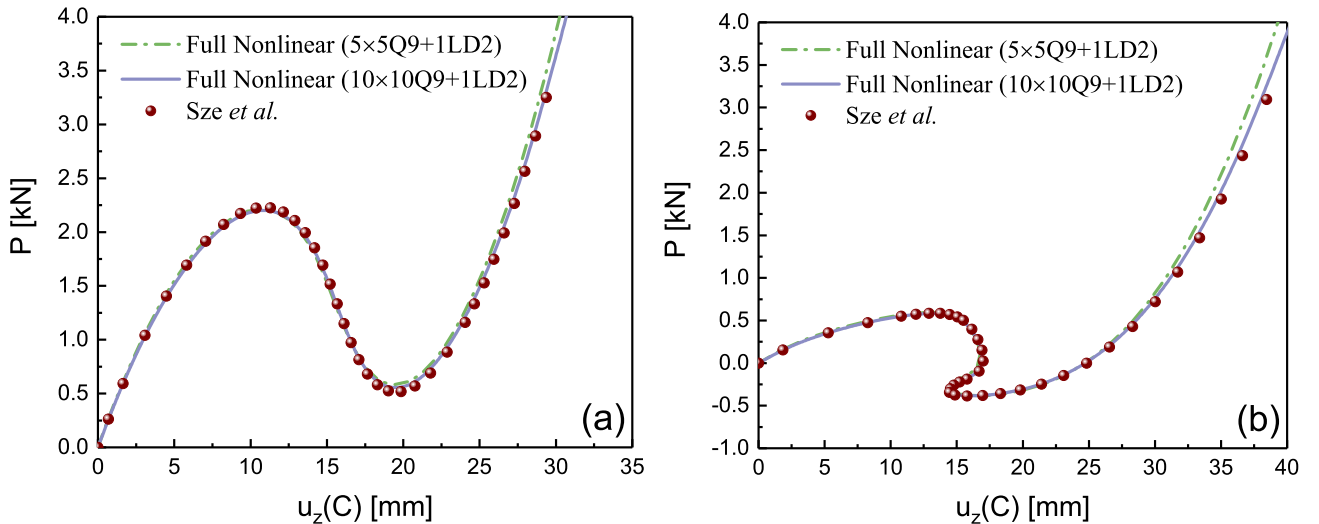 4.0
3.5
3.0
2.5
2.0
1.5
1.0
0.5
0.0
P [kN]
Full Nonlinear (5×5Q9+1LD2)
Full Nonlinear (10×10Q9+1LD2)
Sze et al.
(a)
0 5 10 15 20 25 30 35
u_z(C) [mm]
4.0
3.5
3.0
2.5
2.0
1.5
1.0
0.5
0.0
-0.5
-1.0
P [kN]
Full Nonlinear (5×5Q9+1LD2)
Full Nonlinear (10×10Q9+1LD2)
Sze et al.
(b)
0 5 10 15 20 25 30 35 40
u_z(C) [mm]